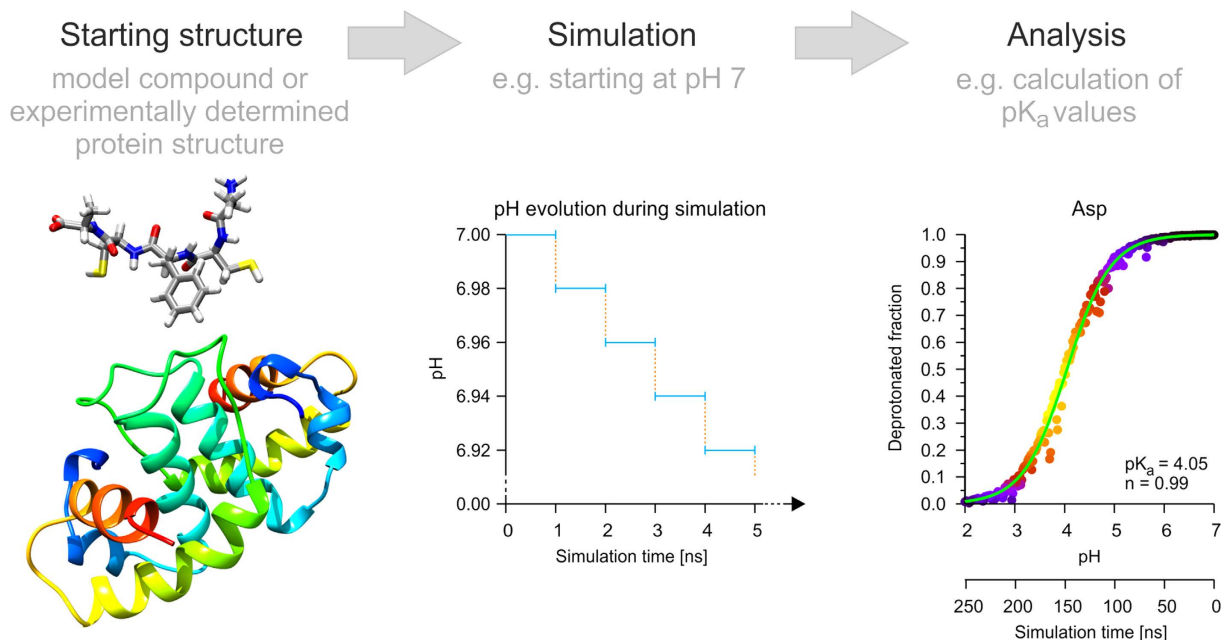 Starting structure
model compound or
experimentally determined
protein structure
Simulation
e.g. starting at pH 7
Analysis
e.g. calculation of
pKa values
pH evolution during simulation
7.00
6.98
6.96
6.94
6.92
0.00
pH
0 1 2 3 4 5
Simulation time [ns]
Asp
1.0
0.9
0.8
0.7
0.6
0.5
0.4
0.3
0.2
0.1
0.0
Deprotonated fraction
pKa = 4.05
n = 0.99
2 3 4 5 6 7
pH
250 200 150 100 50 0
Simulation time [ns]